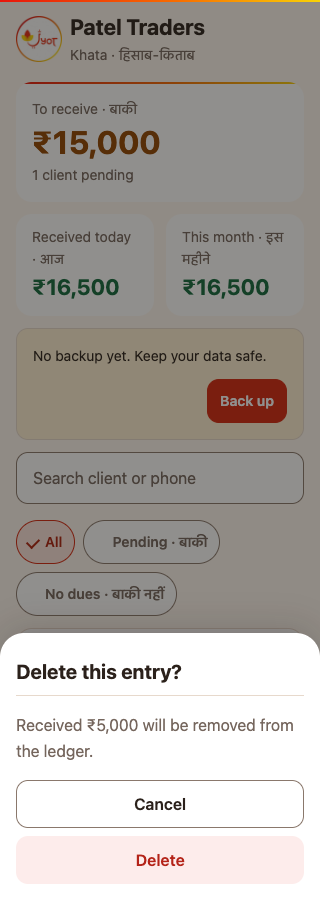 Jyot
Patel Traders
Khata · हिसाब-किताब
To receive · बाकी
₹15,000
1 client pending
Received today
· आज
₹16,500
This month · इस
महीने
₹16,500
No backup yet. Keep your data safe.
Back up
Search client or phone
All
Pending · बाकी
No dues · बाकी नहीं
Delete this entry?
Received ₹5,000 will be removed from
the ledger.
Cancel
Delete